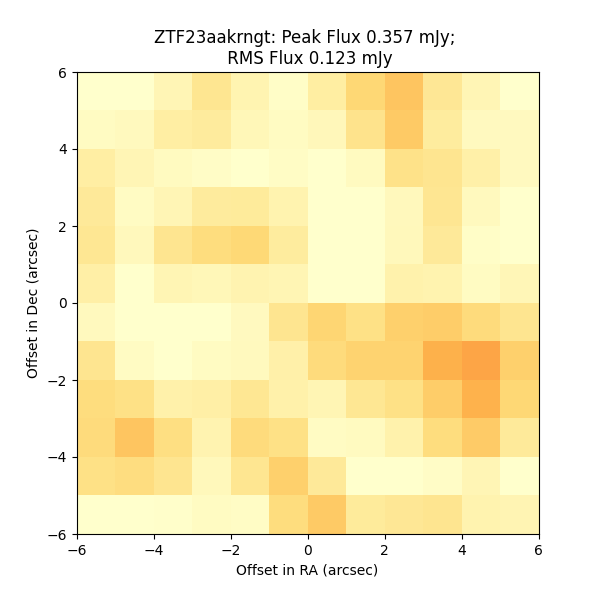 ZTF23aakrngt: Peak Flux 0.357 mJy;
RMS Flux 0.123 mJy
6
4
2
0
−2
−4
−6
Offset in Dec (arcsec)
−6 −4 −2 0 2 4 6
Offset in RA (arcsec)